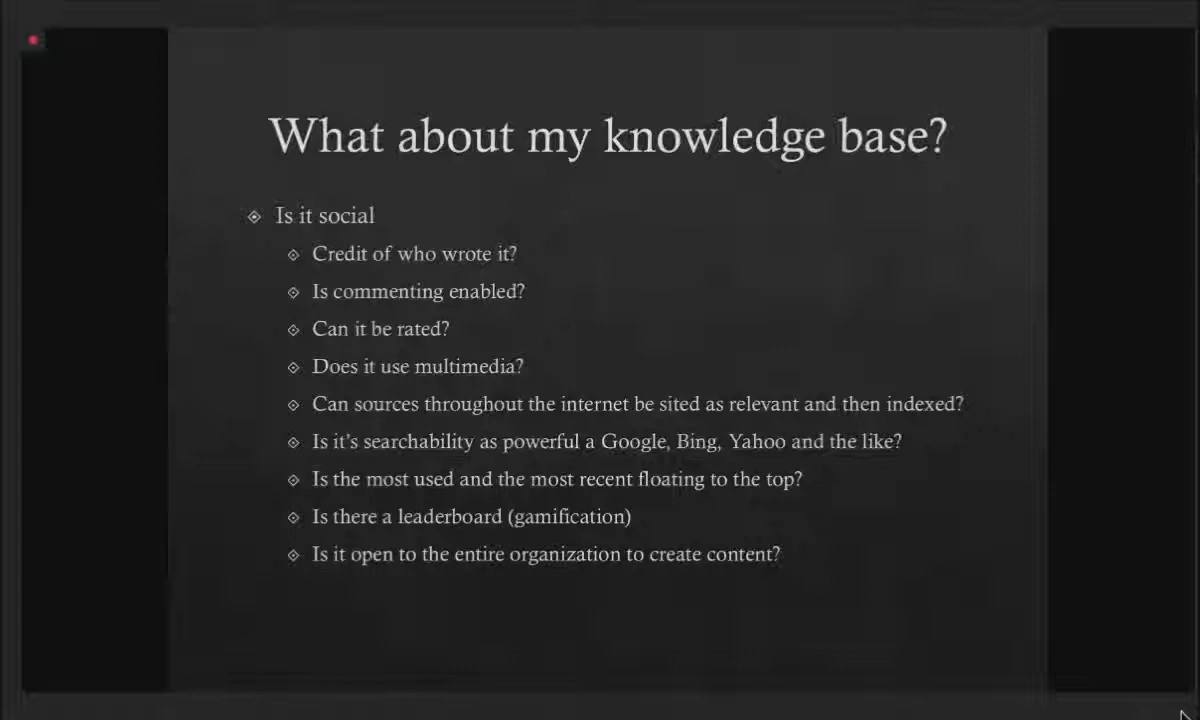 What about my knowledge base?
Is it social
Credit of who wrote it?
Is commenting enabled?
Can it be rated?
Does it use multimedia?
Can sources throughout the internet be sited as relevant and then indexed?
Is it's searchability as powerful a Google, Bing, Yahoo and the like?
Is the most used and the most recent floating to the top?
Is there a leaderboard (gamification)
Is it open to the entire organization to create content?